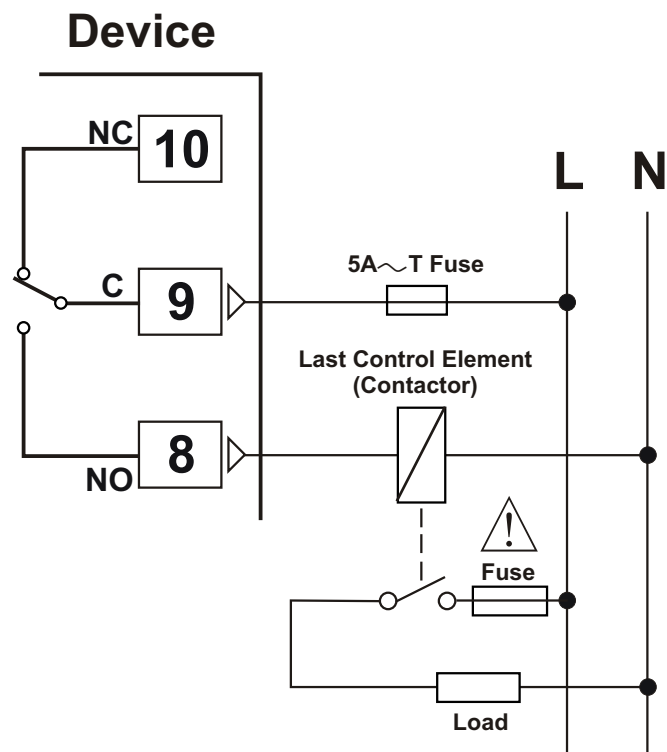 Device
NC
10
L N
C
9
5A～T Fuse
Last Control Element
(Contactor)
8
NO
Fuse
Load